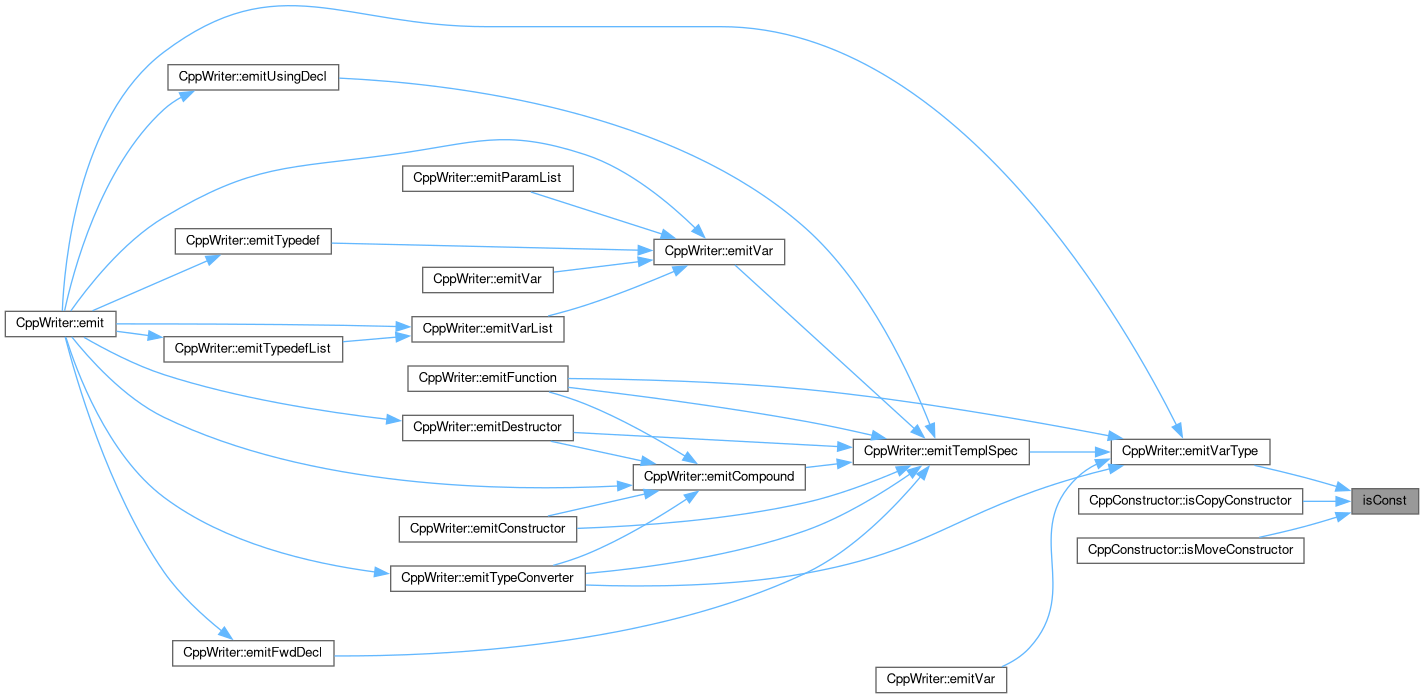 CppWriter::emitUsingDecl
CppWriter::emitParamList
CppWriter::emitTypedef
CppWriter::emitVar
CppWriter::emitVar
CppWriter::emit
CppWriter::emitVarList
CppWriter::emitTypedefList
CppWriter::emitFunction
CppWriter::emitDestructor
CppWriter::emitTemplSpec
CppWriter::emitVarType
CppWriter::emitCompound
CppConstructor::isCopyConstructor
isConst
CppWriter::emitConstructor
CppConstructor::isMoveConstructor
CppWriter::emitTypeConverter
CppWriter::emitFwdDecl
CppWriter::emitVar